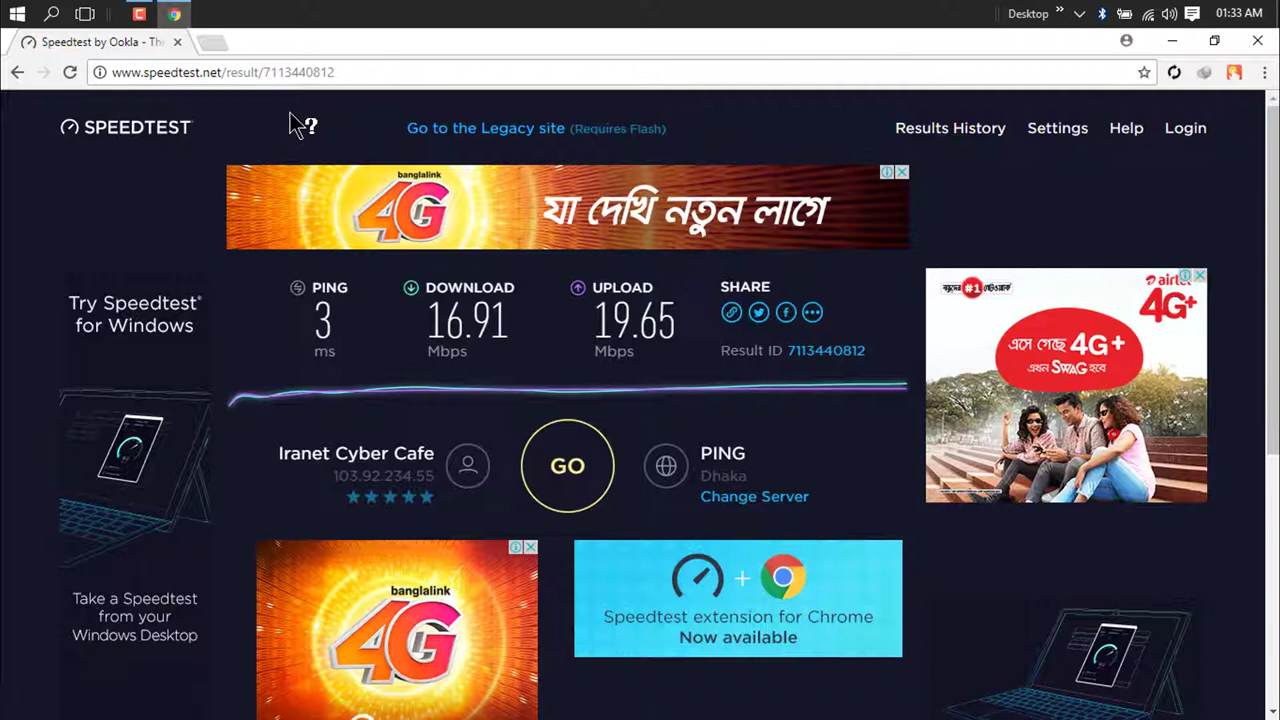 Desktop
01:33 AM
Speedtest by Ookla - The
www.speedtest.net/result/7113440812
SPEEDTEST
Go to the Legacy site (Requires Flash)
Results History
Settings
Help
Login
banglalink
4G
যা দেখি নতুন লাগে
Try Speedtest®
for Windows
PING
3
ms
DOWNLOAD
16.91
Mbps
UPLOAD
19.65
Mbps
SHARE
Result ID 7113440812
#1
airtel
4G+
এসে গেছে 4G+
এখন SWAG হবে
Iranet Cyber Cafe
103.92.234.55
GO
PING
Dhaka
Change Server
Take a Speedtest
from your
Windows Desktop
banglalink
4G
Speedtest extension for Chrome
Now available